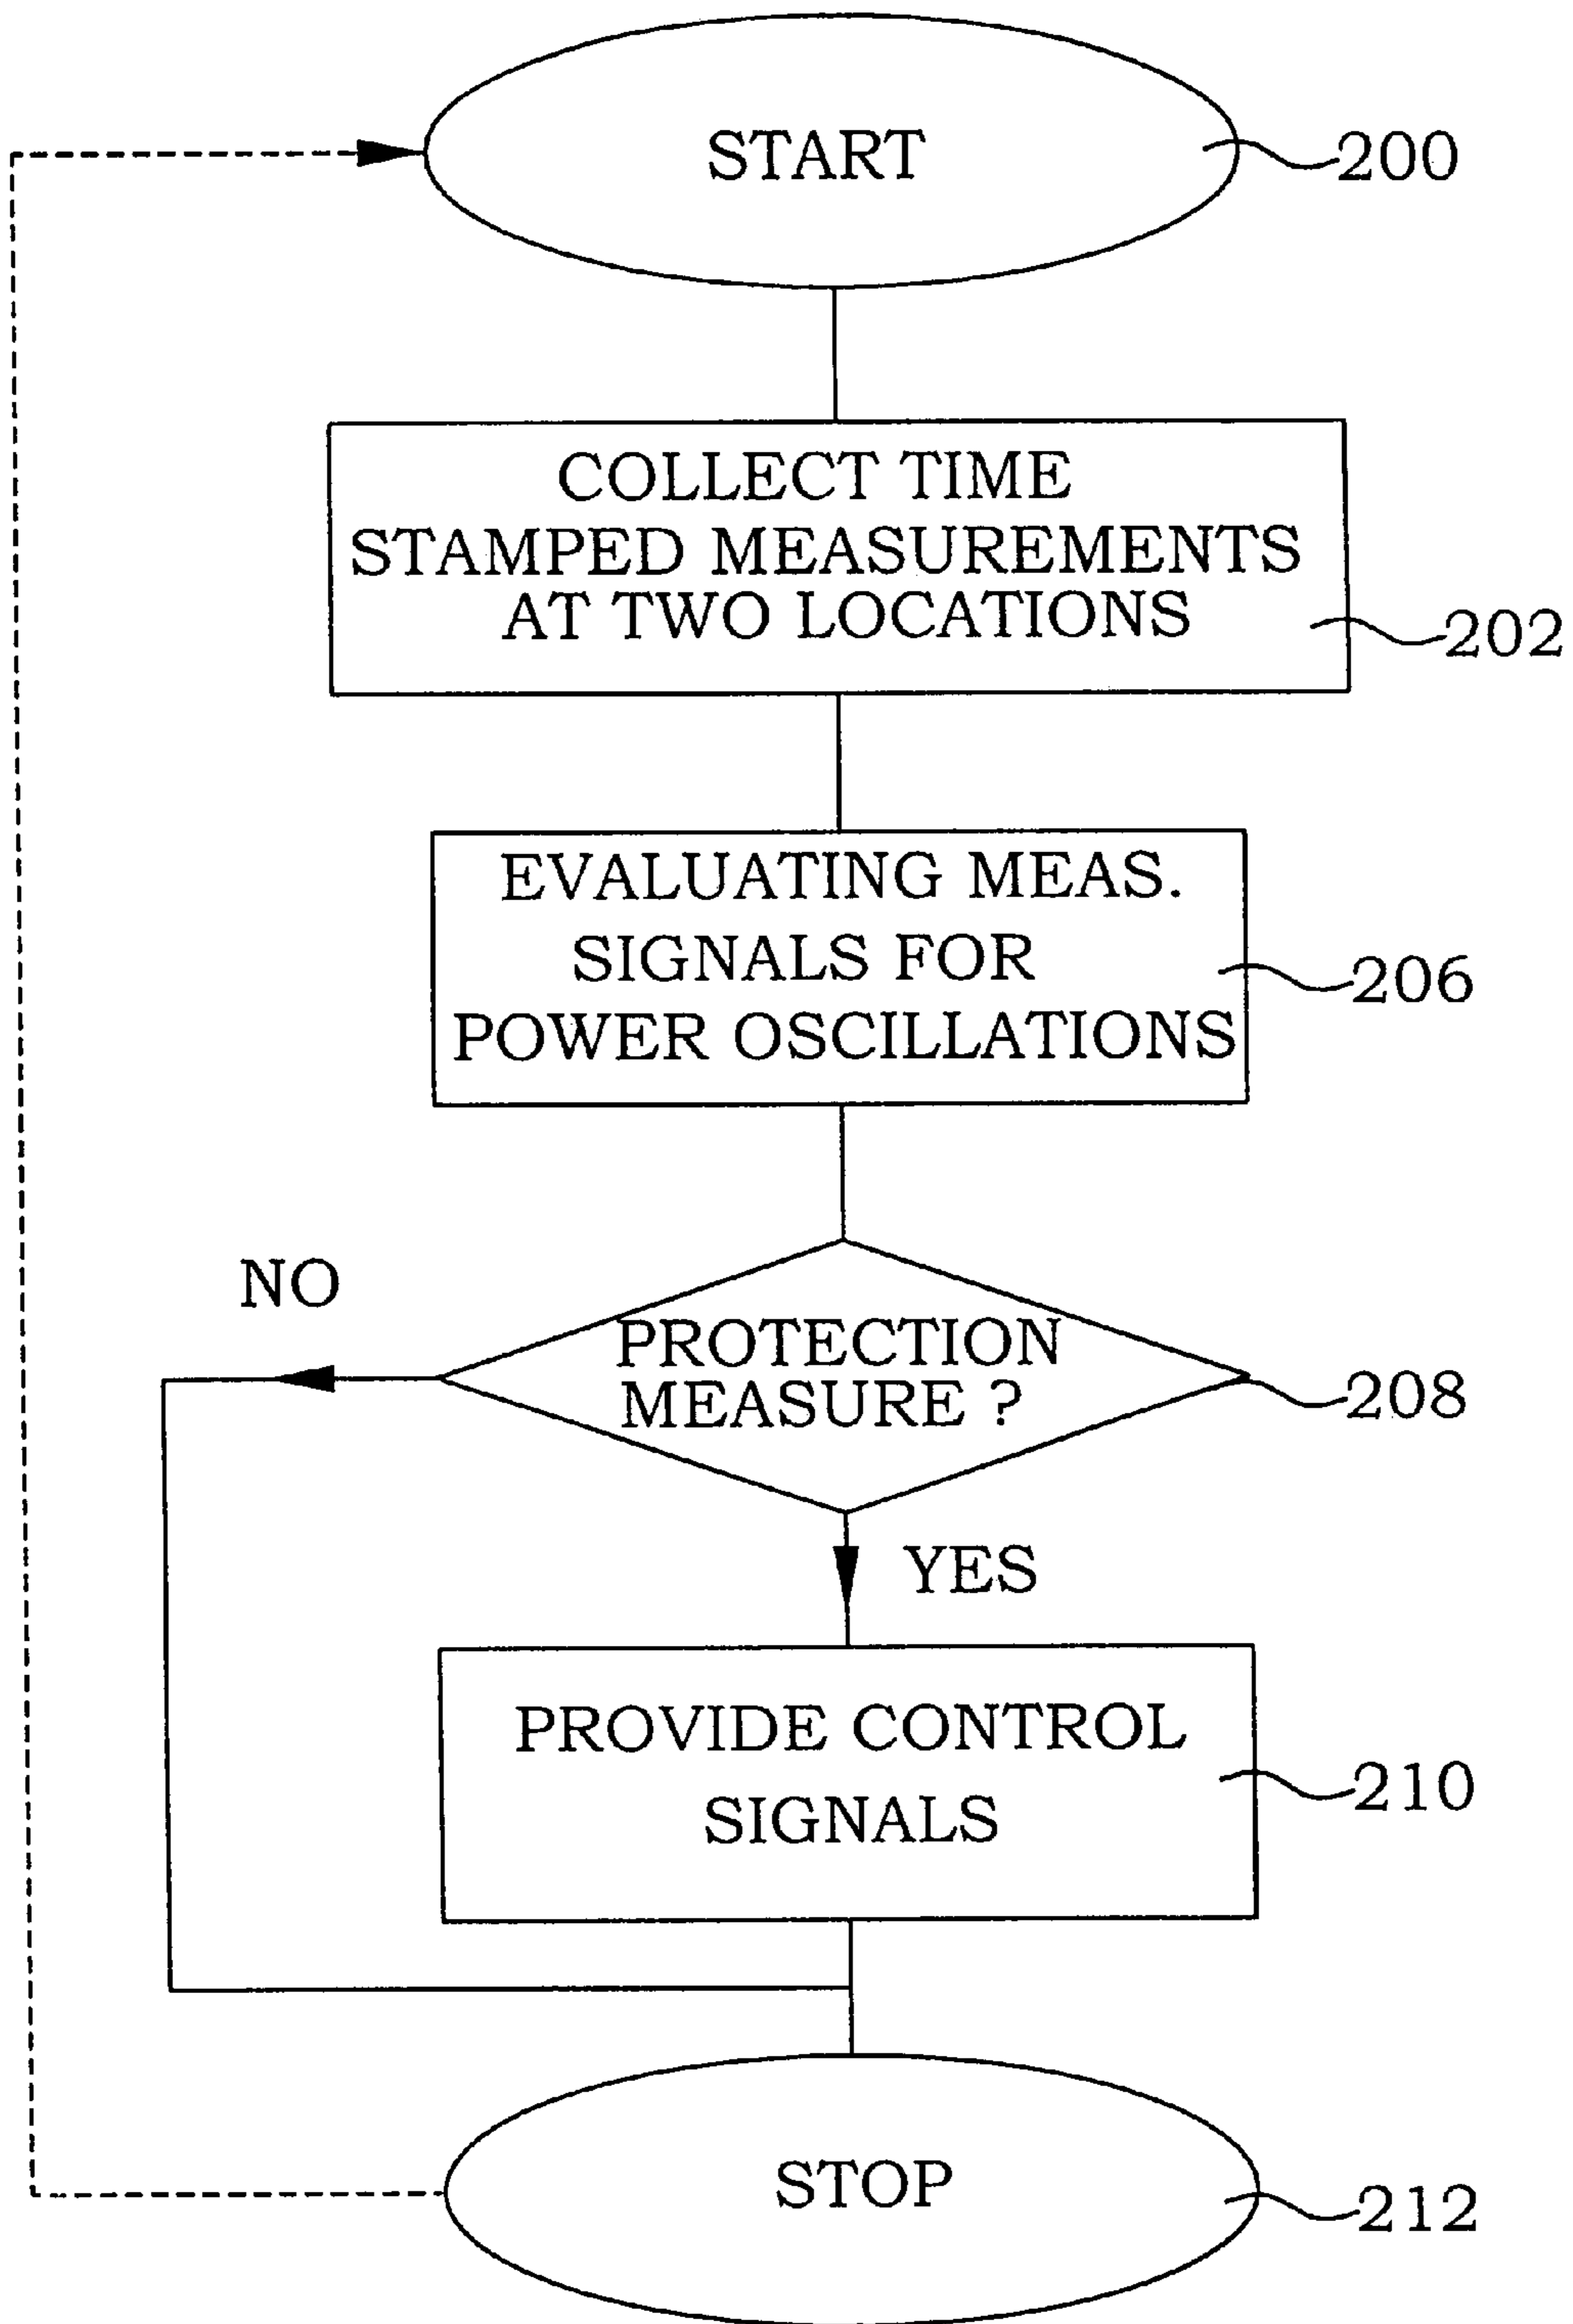 START
200
COLLECT TIME
STAMPED MEASUREMENTS
AT TWO LOCATIONS
202
EVALUATING MEAS.
SIGNALS FOR
POWER OSCILLATIONS
206
NO
PROTECTION
MEASURE ?
208
YES
PROVIDE CONTROL
SIGNALS
210
STOP
212